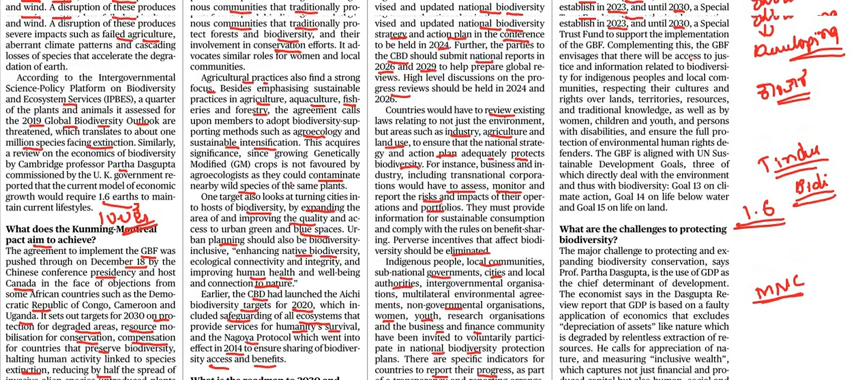 and wind. A disruption of these produces
and wind. A disruption of these produces
severe impacts such as failed agriculture,
aberrant climate patterns and cascading
losses of species that accelerate the degra-
dation of earth.
According to the Intergovernmental
Science-Policy Platform on Biodiversity
and Ecosystem Services (IPBES), a quarter
of the plants and animals it assessed for
the 2019 Global Biodiversity Outlook are
threatened, which translates to about one
million species facing extinction. Similarly,
a review on the economics of biodiversity
by Cambridge professor Partha Dasgupta
commissioned by the U. K. government re-
ported that the current model of economic
growth would require 1.6 earths to main-
tain current lifestyles.
What does the Kunming-Montreal
pact aim to achieve?
The agreement to implement the GBF was
pushed through on December 18 by the
Chinese conference presidency and host
Canada in the face of objections from
some African countries such as the Demo-
cratic Republic of Congo, Cameroon and
Uganda. It sets out targets for 2030 on pro-
tection for degraded areas, resource mo-
bilisation for conservation, compensation
for countries that preserve biodiversity,
halting human activity linked to species
extinction, reducing by half the spread of
nous communities that traditionally pro-
nous communities that traditionally pro-
tect forests and biodiversity, and their
involvement in conservation efforts. It ad-
vocates similar roles for women and local
communities.
Agricultural practices also find a strong
focus. Besides emphasising sustainable
practices in agriculture, aquaculture, fish-
eries and forestry, the agreement calls
upon members to adopt biodiversity-sup-
porting methods such as agroecology and
sustainable intensification. This acquires
significance, since growing Genetically
Modified (GM) crops is not favoured by
agroecologists as they could contaminate
nearby wild species of the same plants.
One target also looks at turning cities in-
to hosts of biodiversity, by expanding the
area of and improving the quality and ac-
cess to urban green and blue spaces. Ur-
ban planning should also be biodiversity-
inclusive, "enhancing native biodiversity,
ecological connectivity and integrity, and
improving human health and well-being
and connection to nature."
Earlier, the CBD had launched the Aichi
biodiversity targets for 2020, which in-
cluded safeguarding of all ecosystems that
provide services for humanity's survival,
and the Nagoya Protocol which went into
effect in 2014 to ensure sharing of biodiver-
sity access and benefits.
vised and updated national biodiversity
vised and updated national biodiversity
strategy and action plan in the conference
to be held in 2024. Further, the parties to
the CBD should submit national reports in
2026 and 2029 to help prepare global re-
views. High level discussions on the pro-
gress reviews should be held in 2024 and
2026.
Countries would have to review existing
laws relating to not just the environment,
but areas such as industry, agriculture and
land use, to ensure that the national strate-
gy and action plan adequately protects
biodiversity. For instance, business and in-
dustry, including transnational corpora-
tions would have to assess, monitor and
report the risks and impacts of their oper-
ations and portfolios. They must provide
information for sustainable consumption
and comply with the rules on benefit-shar-
ing. Perverse incentives that affect biodi-
versity should be eliminated.
Indigenous people, local communities,
sub-national governments, cities and local
authorities, intergovernmental organisa-
tions, multilateral environmental agree-
ments, non-governmental organisations,
women, youth, research organisations
and the business and finance community
have been invited to voluntarily partici-
pate in national biodiversity protection
plans. There are specific indicators for
countries to report their progress, as part
establish in 2023, and until 2030, a Special
establish in 2023, and until 2030, a Special
Trust Fund to support the implementation
of the GBF. Complementing this, the GBF
envisages that there will be access to jus-
tice and information related to biodiversi-
ty for indigenous peoples and local com-
munities, respecting their cultures and
rights over lands, territories, resources,
and traditional knowledge, as well as by
women, children and youth, and persons
with disabilities, and ensure the full pro-
tection of environmental human rights de-
fenders. The GBF is aligned with UN Sus-
tainable Development Goals, three of
which directly deal with the environment
and thus with biodiversity: Goal 13 on cli-
mate action, Goal 14 on life below water
and Goal 15 on life on land.
What are the challenges to protecting
biodiversity?
The major challenge to protecting and ex-
panding biodiversity conservation, says
Prof. Partha Dasgupta, is the use of GDP as
the chief determinant of development.
The economist says in the Dasgupta Re-
view report that GDP is based on a faulty
application of economics that excludes
"depreciation of assets" like nature which
is degraded by relentless extraction of re-
sources. He calls for appreciation of na-
ture, and measuring "inclusive wealth",
which captures not just financial and pro-
Developing
Tindu
Bidi
1.6
MNC